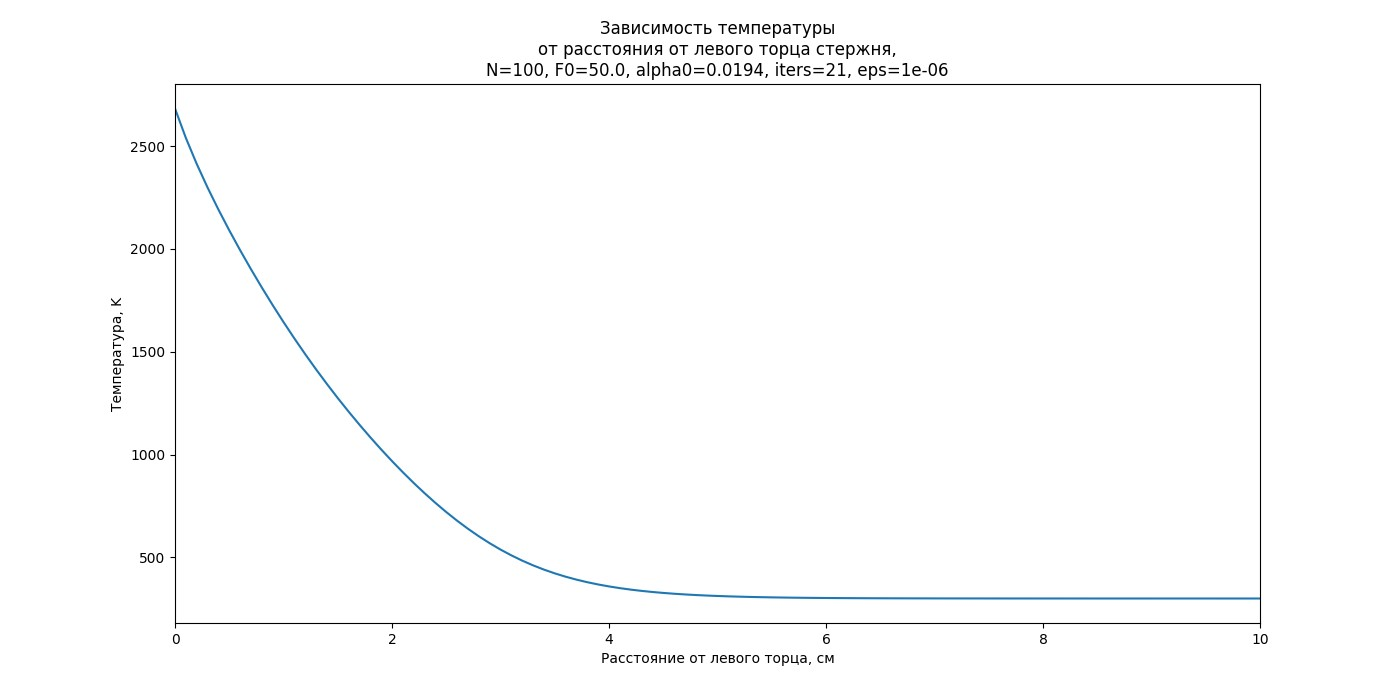 Зависимость температуры
от расстояния от левого торца стержня,
N=100, F0=50.0, alpha0=0.0194, iters=21, eps=1e-06
2500
2000
1500
1000
500
Температура, K
0 2 4 6 8 10
Расстояние от левого торца, см